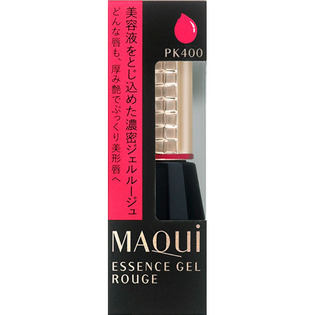 PK400
美容液をとじ込めた濃密ジェルルージュ
どんな唇も、厚み艶でぷっくり美形唇へ
MAQUi
ESSENCE GEL
ROUGE